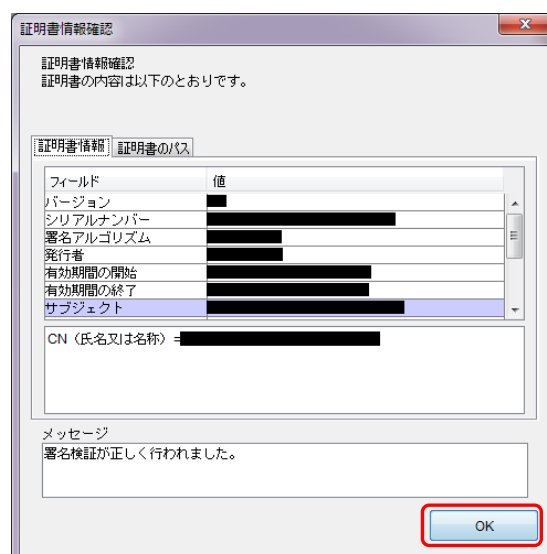 証明書情報確認
証明書情報確認
証明書の内容は以下のとおりです。
証明書情報 証明書のパス
フィールド 値
バージョン
シリアルナンバー
署名アルゴリズム
発行者
有効期間の開始
有効期間の終了
サブジェクト
CN（氏名又は名称）=
メッセージ
署名検証が正しく行われました。
OK